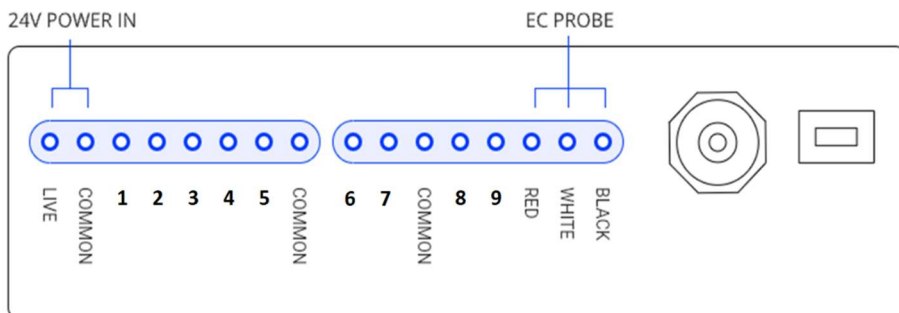 24V POWER IN
EC PROBE
LIVE
COMMON
1
2
3
4
5
COMMON
6
7
COMMON
8
9
RED
WHITE
BLACK